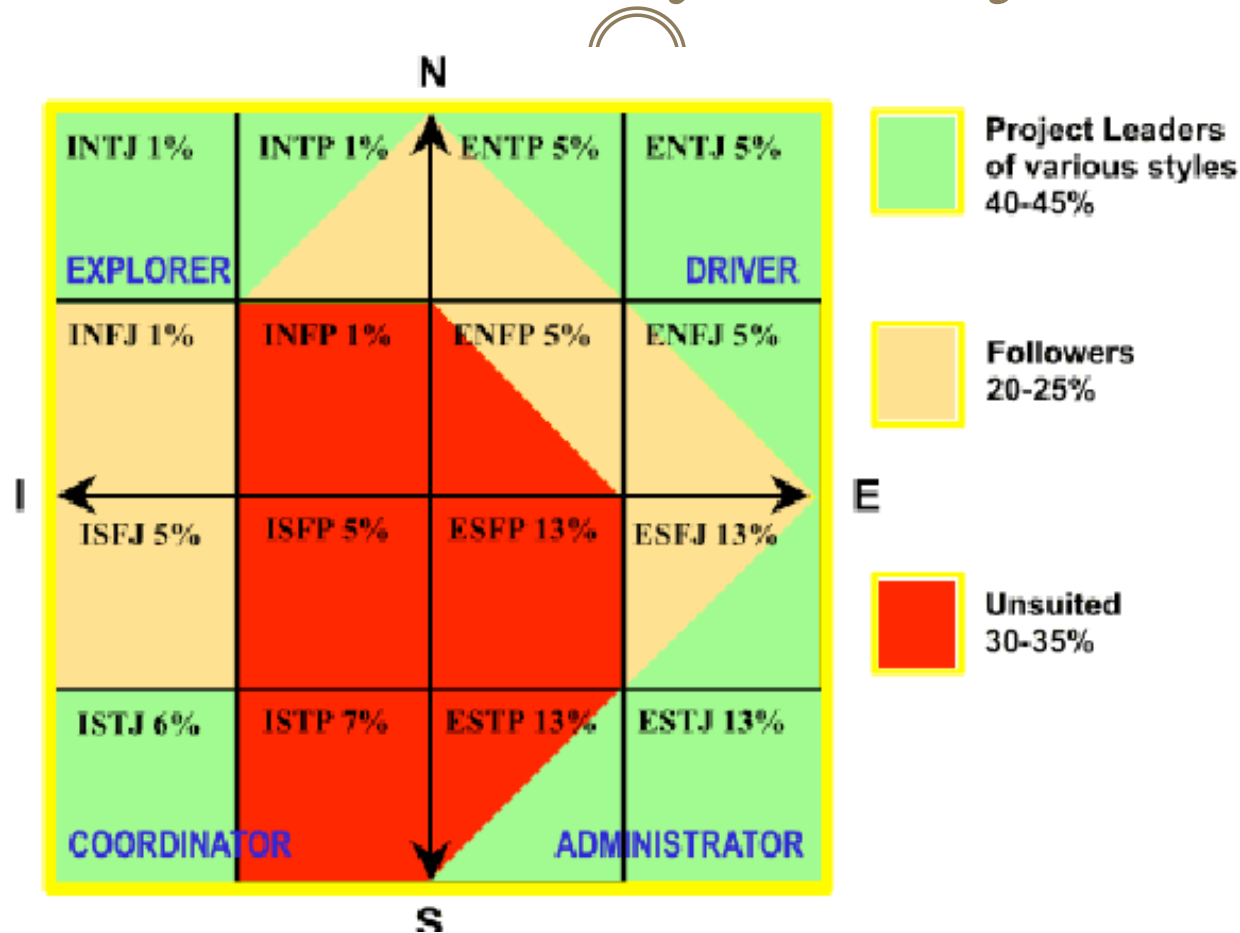 N
INTJ 1%
INTP 1%
ENTP 5%
ENTJ 5%
EXPLORER
DRIVER
INFJ 1%
INFP 1%
ENFP 5%
ENFJ 5%
I
E
ISFJ 5%
ISFP 5%
ESFP 13%
ESFJ 13%
ISTJ 6%
ISTP 7%
ESTP 13%
ESTJ 13%
COORDINATOR
ADMINISTRATOR
S
Project Leaders
of various styles
40-45%
Followers
20-25%
Unsuited
30-35%